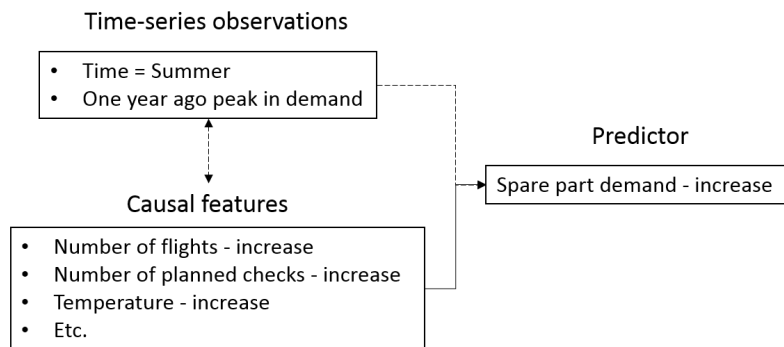 Time-series observations
• Time = Summer
• One year ago peak in demand
Predictor
Spare part demand - increase
Causal features
• Number of flights - increase
• Number of planned checks - increase
• Temperature - increase
• Etc.